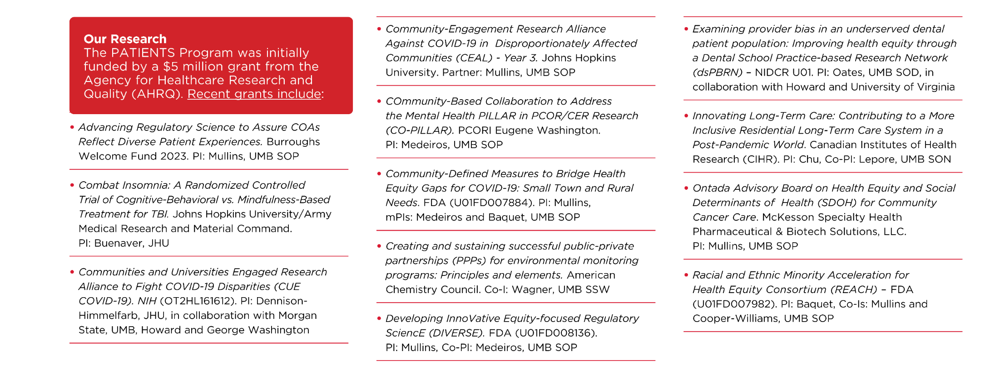 Our Research
The PATIENTS Program was initially
funded by a $5 million grant from the
Agency for Healthcare Research and
Quality (AHRQ). Recent grants include:
• Advancing Regulatory Science to Assure COAs
Reflect Diverse Patient Experiences. Burroughs
Welcome Fund 2023. PI: Mullins, UMB SOP
• Combat Insomnia: A Randomized Controlled
Trial of Cognitive-Behavioral vs. Mindfulness-Based
Treatment for TBI. Johns Hopkins University/Army
Medical Research and Material Command.
PI: Buenaver, JHU
• Communities and Universities Engaged Research
Alliance to Fight COVID-19 Disparities (CUE
COVID-19). NIH (OT2HL161612). PI: Dennison-
Himmelfarb, JHU, in collaboration with Morgan
State, UMB, Howard and George Washington
• Community-Engagement Research Alliance
Against COVID-19 in  Disproportionately Affected
Communities (CEAL) - Year 3. Johns Hopkins
University. Partner: Mullins, UMB SOP
• COmmunity-Based Collaboration to Address
the Mental Health PILLAR in PCOR/CER Research
(CO-PILLAR). PCORI Eugene Washington.
PI: Medeiros, UMB SOP
• Community-Defined Measures to Bridge Health
Equity Gaps for COVID-19: Small Town and Rural
Needs. FDA (U01FD007884). PI: Mullins,
mPIs: Medeiros and Baquet, UMB SOP
• Creating and sustaining successful public-private
partnerships (PPPs) for environmental monitoring
programs: Principles and elements. American
Chemistry Council. Co-I: Wagner, UMB SSW
• Developing InnoVative Equity-focused Regulatory
SciencE (DIVERSE). FDA (U01FD008136).
PI: Mullins, Co-PI: Medeiros, UMB SOP
• Examining provider bias in an underserved dental
patient population: Improving health equity through
a Dental School Practice-based Research Network
(dsPBRN) – NIDCR U01. PI: Oates, UMB SOD, in
collaboration with Howard and University of Virginia
• Innovating Long-Term Care: Contributing to a More
Inclusive Residential Long-Term Care System in a
Post-Pandemic World. Canadian Institutes of Health
Research (CIHR). PI: Chu, Co-PI: Lepore, UMB SON
• Ontada Advisory Board on Health Equity and Social
Determinants of  Health (SDOH) for Community
Cancer Care. McKesson Specialty Health
Pharmaceutical & Biotech Solutions, LLC.
PI: Mullins, UMB SOP
• Racial and Ethnic Minority Acceleration for
Health Equity Consortium (REACH) – FDA
(U01FD007982). PI: Baquet, Co-Is: Mullins and
Cooper-Williams, UMB SOP